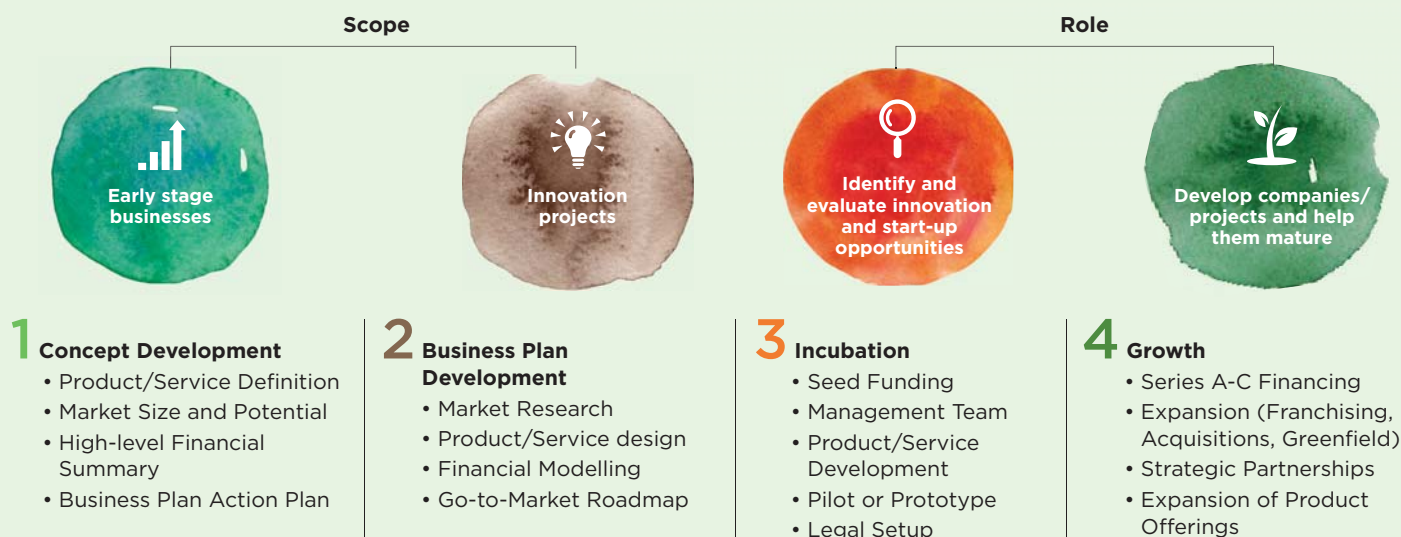 Scope
Role
Early stage
businesses
Innovation
projects
Identify and
evaluate innovation
and start-up
opportunities
Develop companies/
projects and help
them mature
1 Concept Development
• Product/Service Definition
• Market Size and Potential
• High-level Financial
Summary
• Business Plan Action Plan
2 Business Plan
Development
• Market Research
• Product/Service design
• Financial Modelling
• Go-to-Market Roadmap
3 Incubation
• Seed Funding
• Management Team
• Product/Service
Development
• Pilot or Prototype
• Legal Setup
4 Growth
• Series A-C Financing
• Expansion (Franchising,
Acquisitions, Greenfield)
• Strategic Partnerships
• Expansion of Product
Offerings